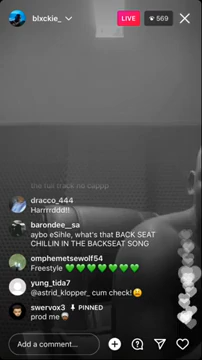 blxckie_
LIVE
569
the full track no cappp
dracco_444
Harrrrddd!!
barondee__sa
aybo eSihle, what's that BACK SEAT
CHILLIN IN THE BACKSEAT SONG
omphemetsewolf54
Freestyle 💚💚💚💚💚💚💚
yung_tida7
@astrid_klopper_ cum check!😩
swervox3 📌 PINNED
prod me🤯
Add a comment...